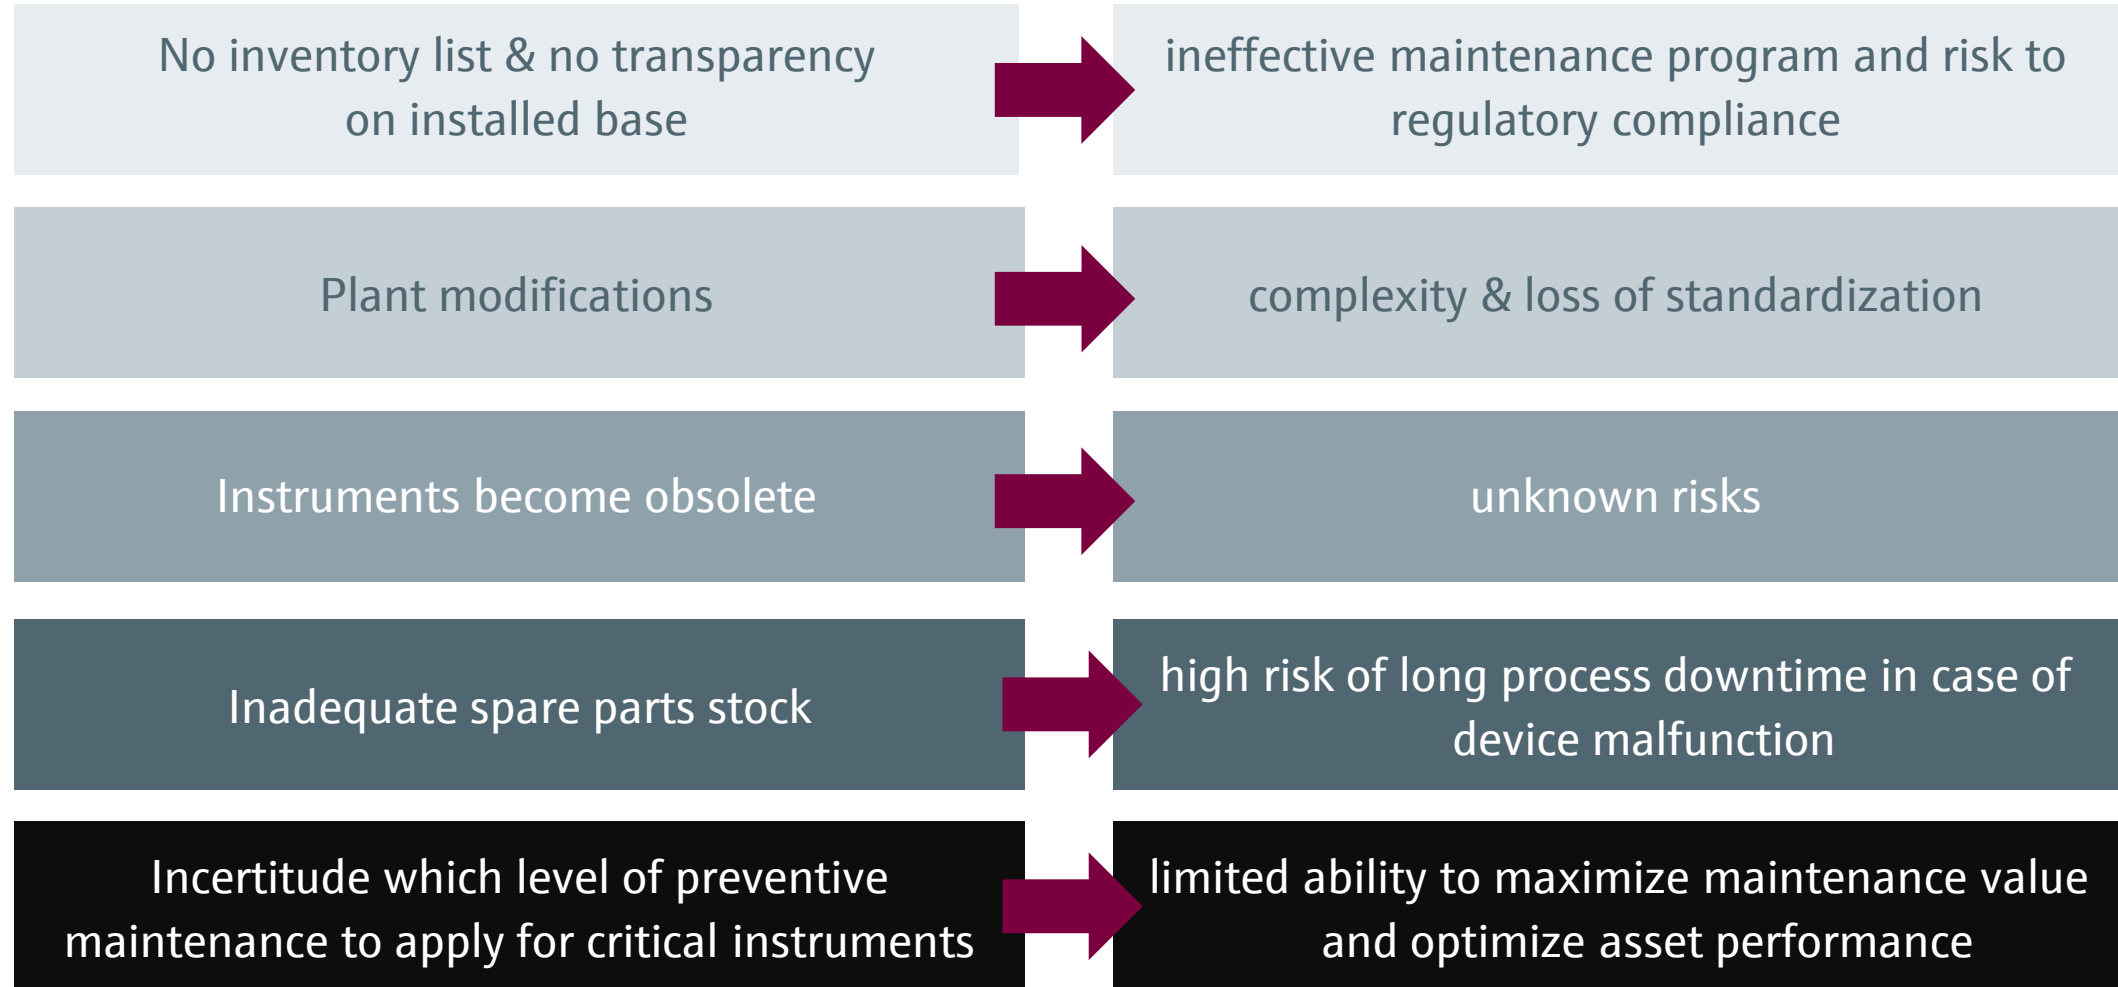 No inventory list & no transparency
on installed base
ineffective maintenance program and risk to
regulatory compliance
Plant modifications
complexity & loss of standardization
Instruments become obsolete
unknown risks
Inadequate spare parts stock
high risk of long process downtime in case of
device malfunction
Incertitude which level of preventive
maintenance to apply for critical instruments
limited ability to maximize maintenance value
and optimize asset performance